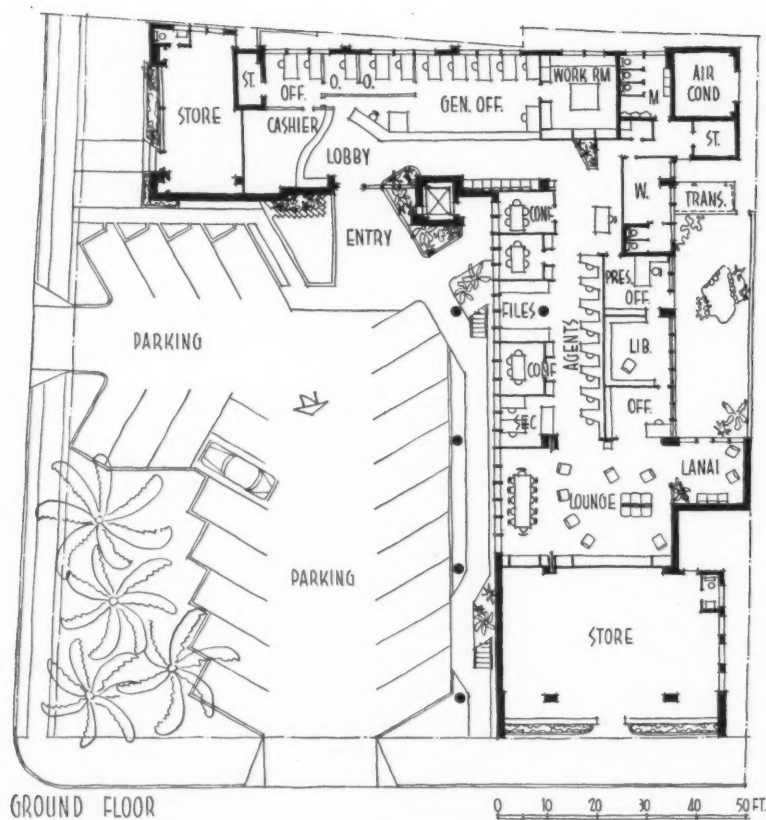 STORE
ST.
OFF.
O.
O.
GEN. OFF.
WORK RM
M
AIR
COND
CASHIER
LOBBY
ST.
W.
TRANS.
ENTRY
CONF.
PRES.
OFF.
FILES
PARKING
AGENTS
LIB.
CONF.
SEC
OFF.
LANAI
LOUNGE
PARKING
STORE
GROUND FLOOR
0 10 20 30 40 50 FT.